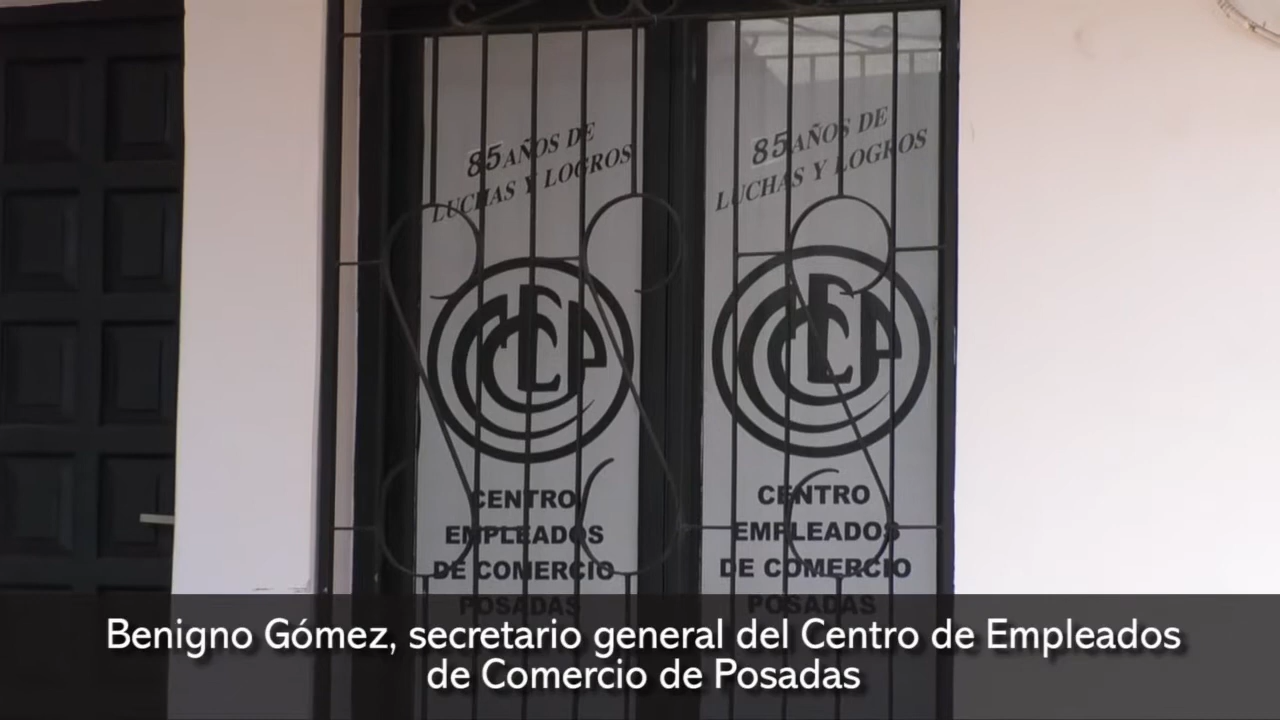 85 AÑOS DE
LUCHAS Y LOGROS
CECP
CENTRO
EMPLEADOS
DE COMERCIO
POSADAS
85 AÑOS DE
LUCHAS Y LOGROS
CECP
CENTRO
EMPLEADOS
DE COMERCIO
POSADAS
Benigno Gómez, secretario general del Centro de Empleados
de Comercio de Posadas